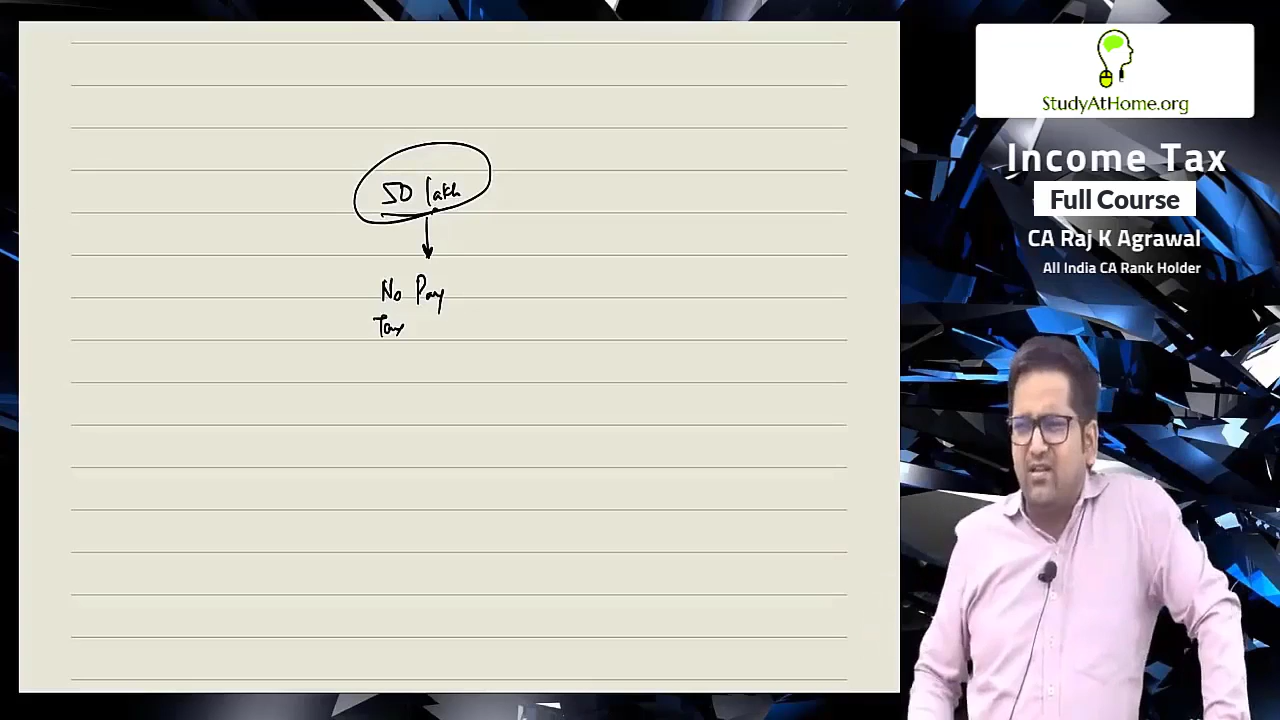 50 lakh
No Pay
Tax
StudyAtHome.org
Income Tax
Full Course
CA Raj K Agrawal
All India CA Rank Holder